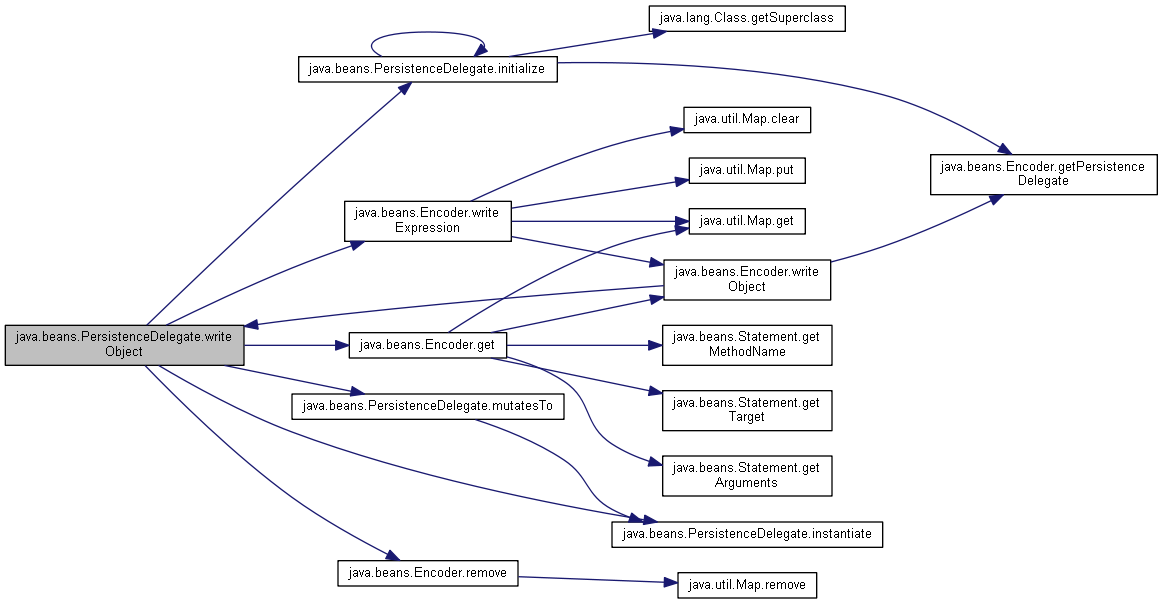 java.lang.Class.getSuperclass
java.beans.PersistenceDelegate.initialize
java.util.Map.clear
java.beans.Encoder.getPersistence
Delegate
java.util.Map.put
java.beans.Encoder.write
Expression
java.util.Map.get
java.beans.Encoder.write
Object
java.beans.PersistenceDelegate.write
Object
java.beans.Encoder.get
java.beans.Statement.get
MethodName
java.beans.PersistenceDelegate.mutatesTo
java.beans.Statement.get
Target
java.beans.Statement.get
Arguments
java.beans.PersistenceDelegate.instantiate
java.beans.Encoder.remove
java.util.Map.remove